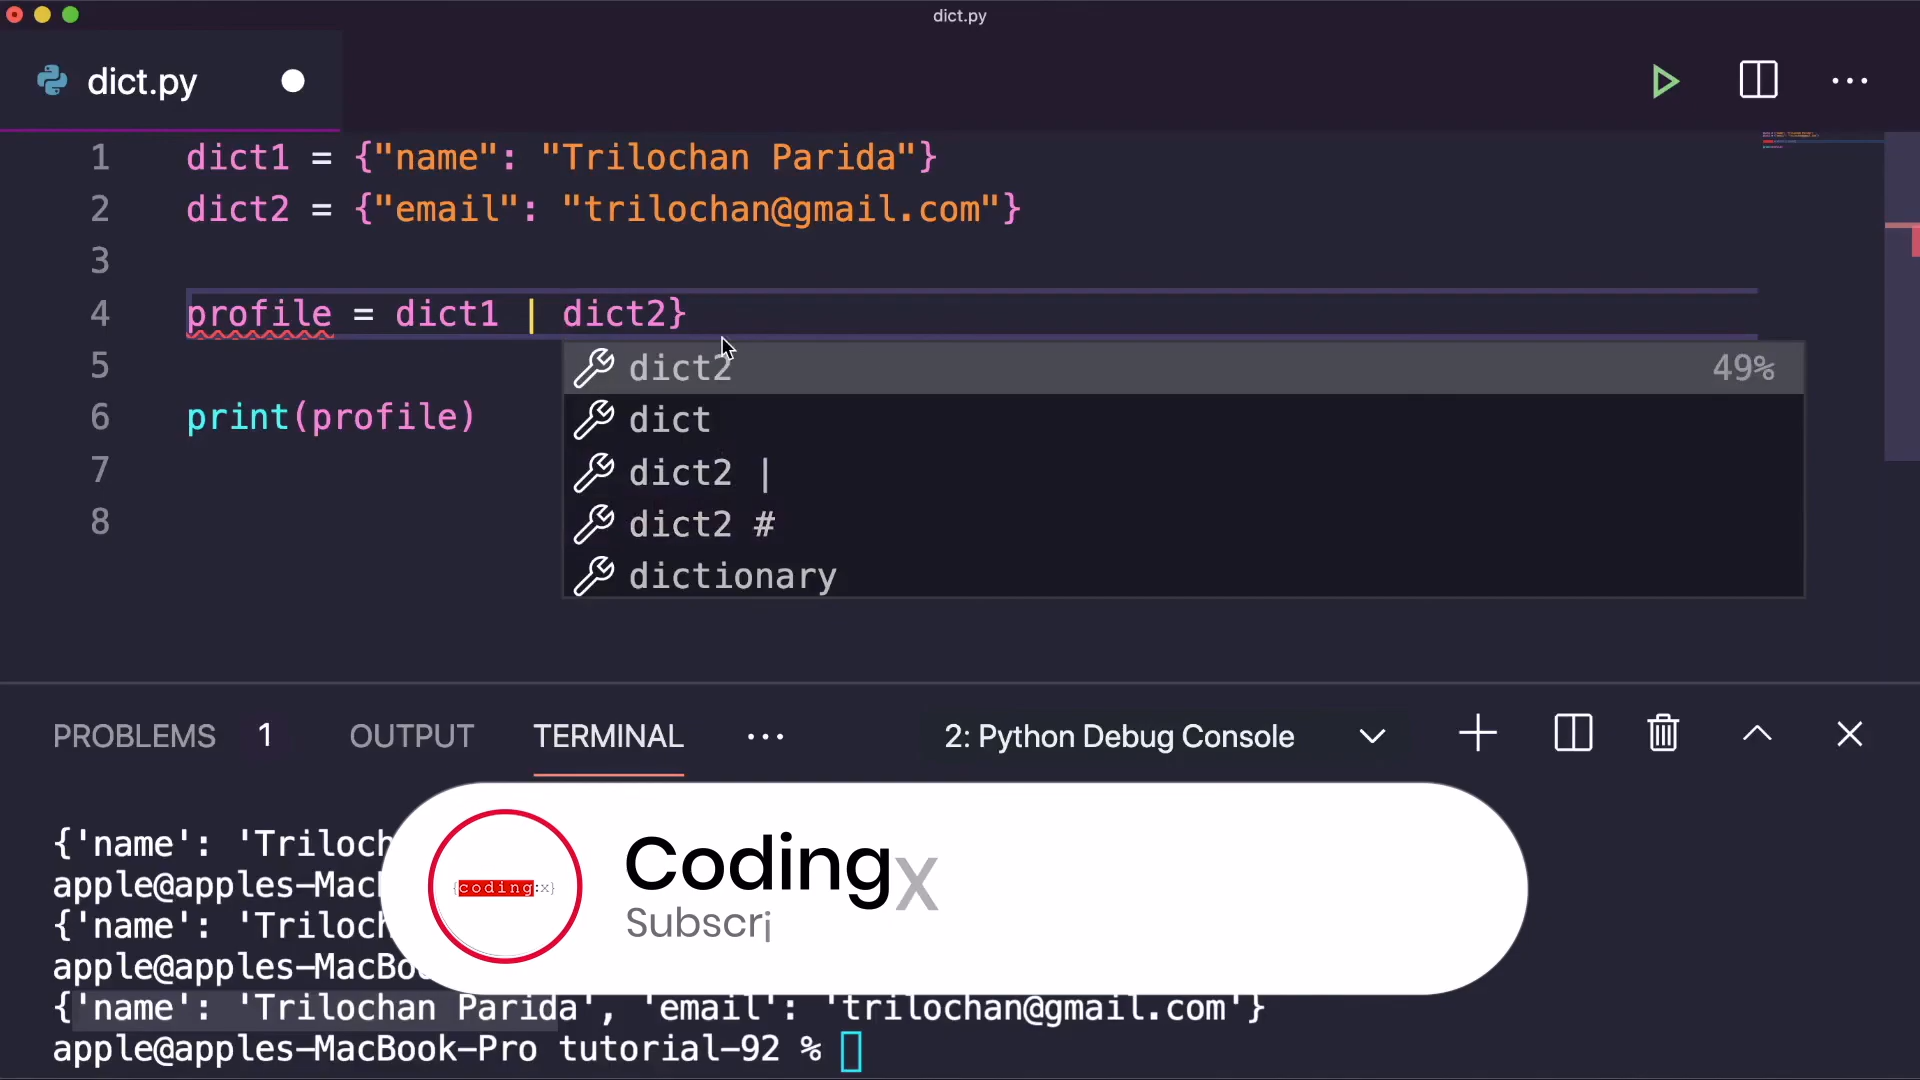 dict.py
dict.py
1 dict1 = {"name": "Trilochan Parida"}
2 dict2 = {"email": "trilochan@gmail.com"}
3
4 profile = dict1 | dict2}
5
6 print(profile)
7
8
dict2 49%
dict
dict2 |
dict2 #
dictionary
PROBLEMS 1 OUTPUT TERMINAL ... 2: Python Debug Console
{'name': 'Triloch
apple@apples-MacB
{'name': 'Triloch
apple@apples-MacBo
{coding:x}
Codingx
Subscri
{'name': 'Trilochan Parida', 'email': 'trilochan@gmail.com'}
apple@apples-MacBook-Pro tutorial-92 %